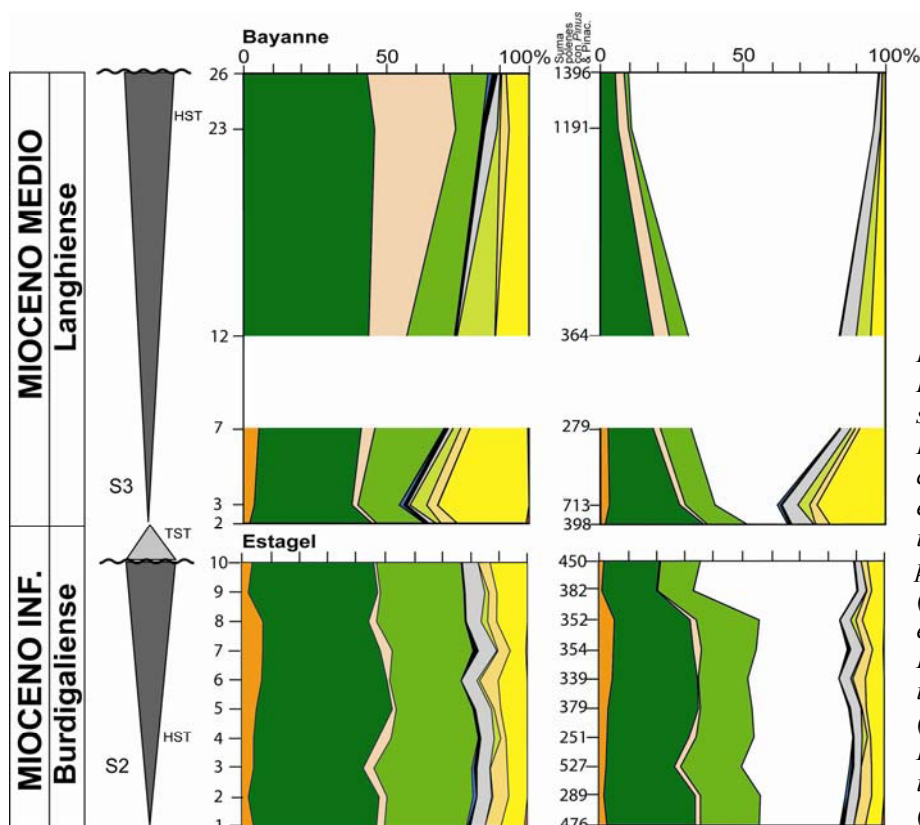 MIOCENO MEDIO
Langhiense
MIOCENO INF.
Burdigaliense
HST
S3
TST
S2
HST
Bayanne
0 50 100%
26
23
12
7
3
2
Estagel
10
9
8
7
6
5
4
3
2
1
Suma
pólenes
con Pinus
& Pinac.
0 50 100%
1396
1191
364
279
713
398
450
382
352
354
339
379
251
527
289
476